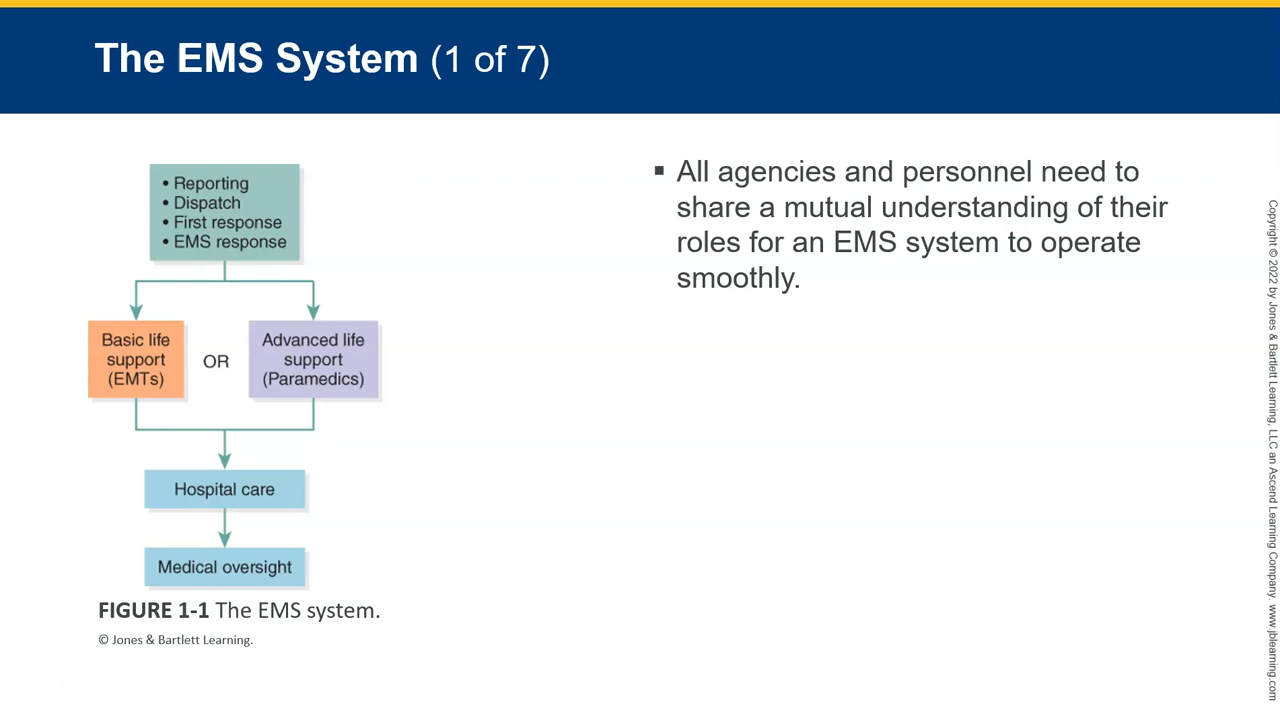 The EMS System (1 of 7)
• Reporting
• Dispatch
• First response
• EMS response
Basic life
support
(EMTs)
OR
Advanced life
support
(Paramedics)
Hospital care
Medical oversight
FIGURE 1-1 The EMS system.
© Jones & Bartlett Learning.
▪ All agencies and personnel need to
share a mutual understanding of their
roles for an EMS system to operate
smoothly.
Copyright © 2022 by Jones & Bartlett Learning, LLC an Ascend Learning Company. www.jblearning.com